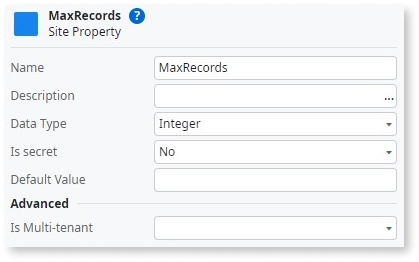 MaxRecords ?
Site Property
Name MaxRecords
Description ...
Data Type Integer
Is secret No
Default Value
Advanced
Is Multi-tenant